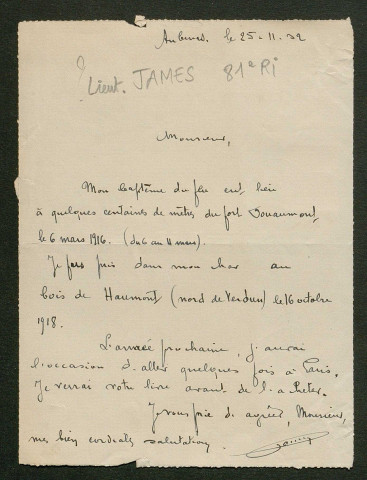 le 25-11-32
? Lieut. JAMES 81e RI
Monsieur,
Mon baptême du feu eut lieu
à quelques centaines de mètres du fort Douaumont,
le 6 mars 1916. (du 6 au 11 mars).
Je fus pris dans mon char au
bois de Haumont (nord de Verdun) le 16 octobre
1918.
L'année prochaine, j'aurai
l'occasion d'aller quelques fois à Paris.
Je verrai votre livre avant de l'acheter.
Je vous prie d'agréer, Monsieur,
mes bien cordiales salutations.